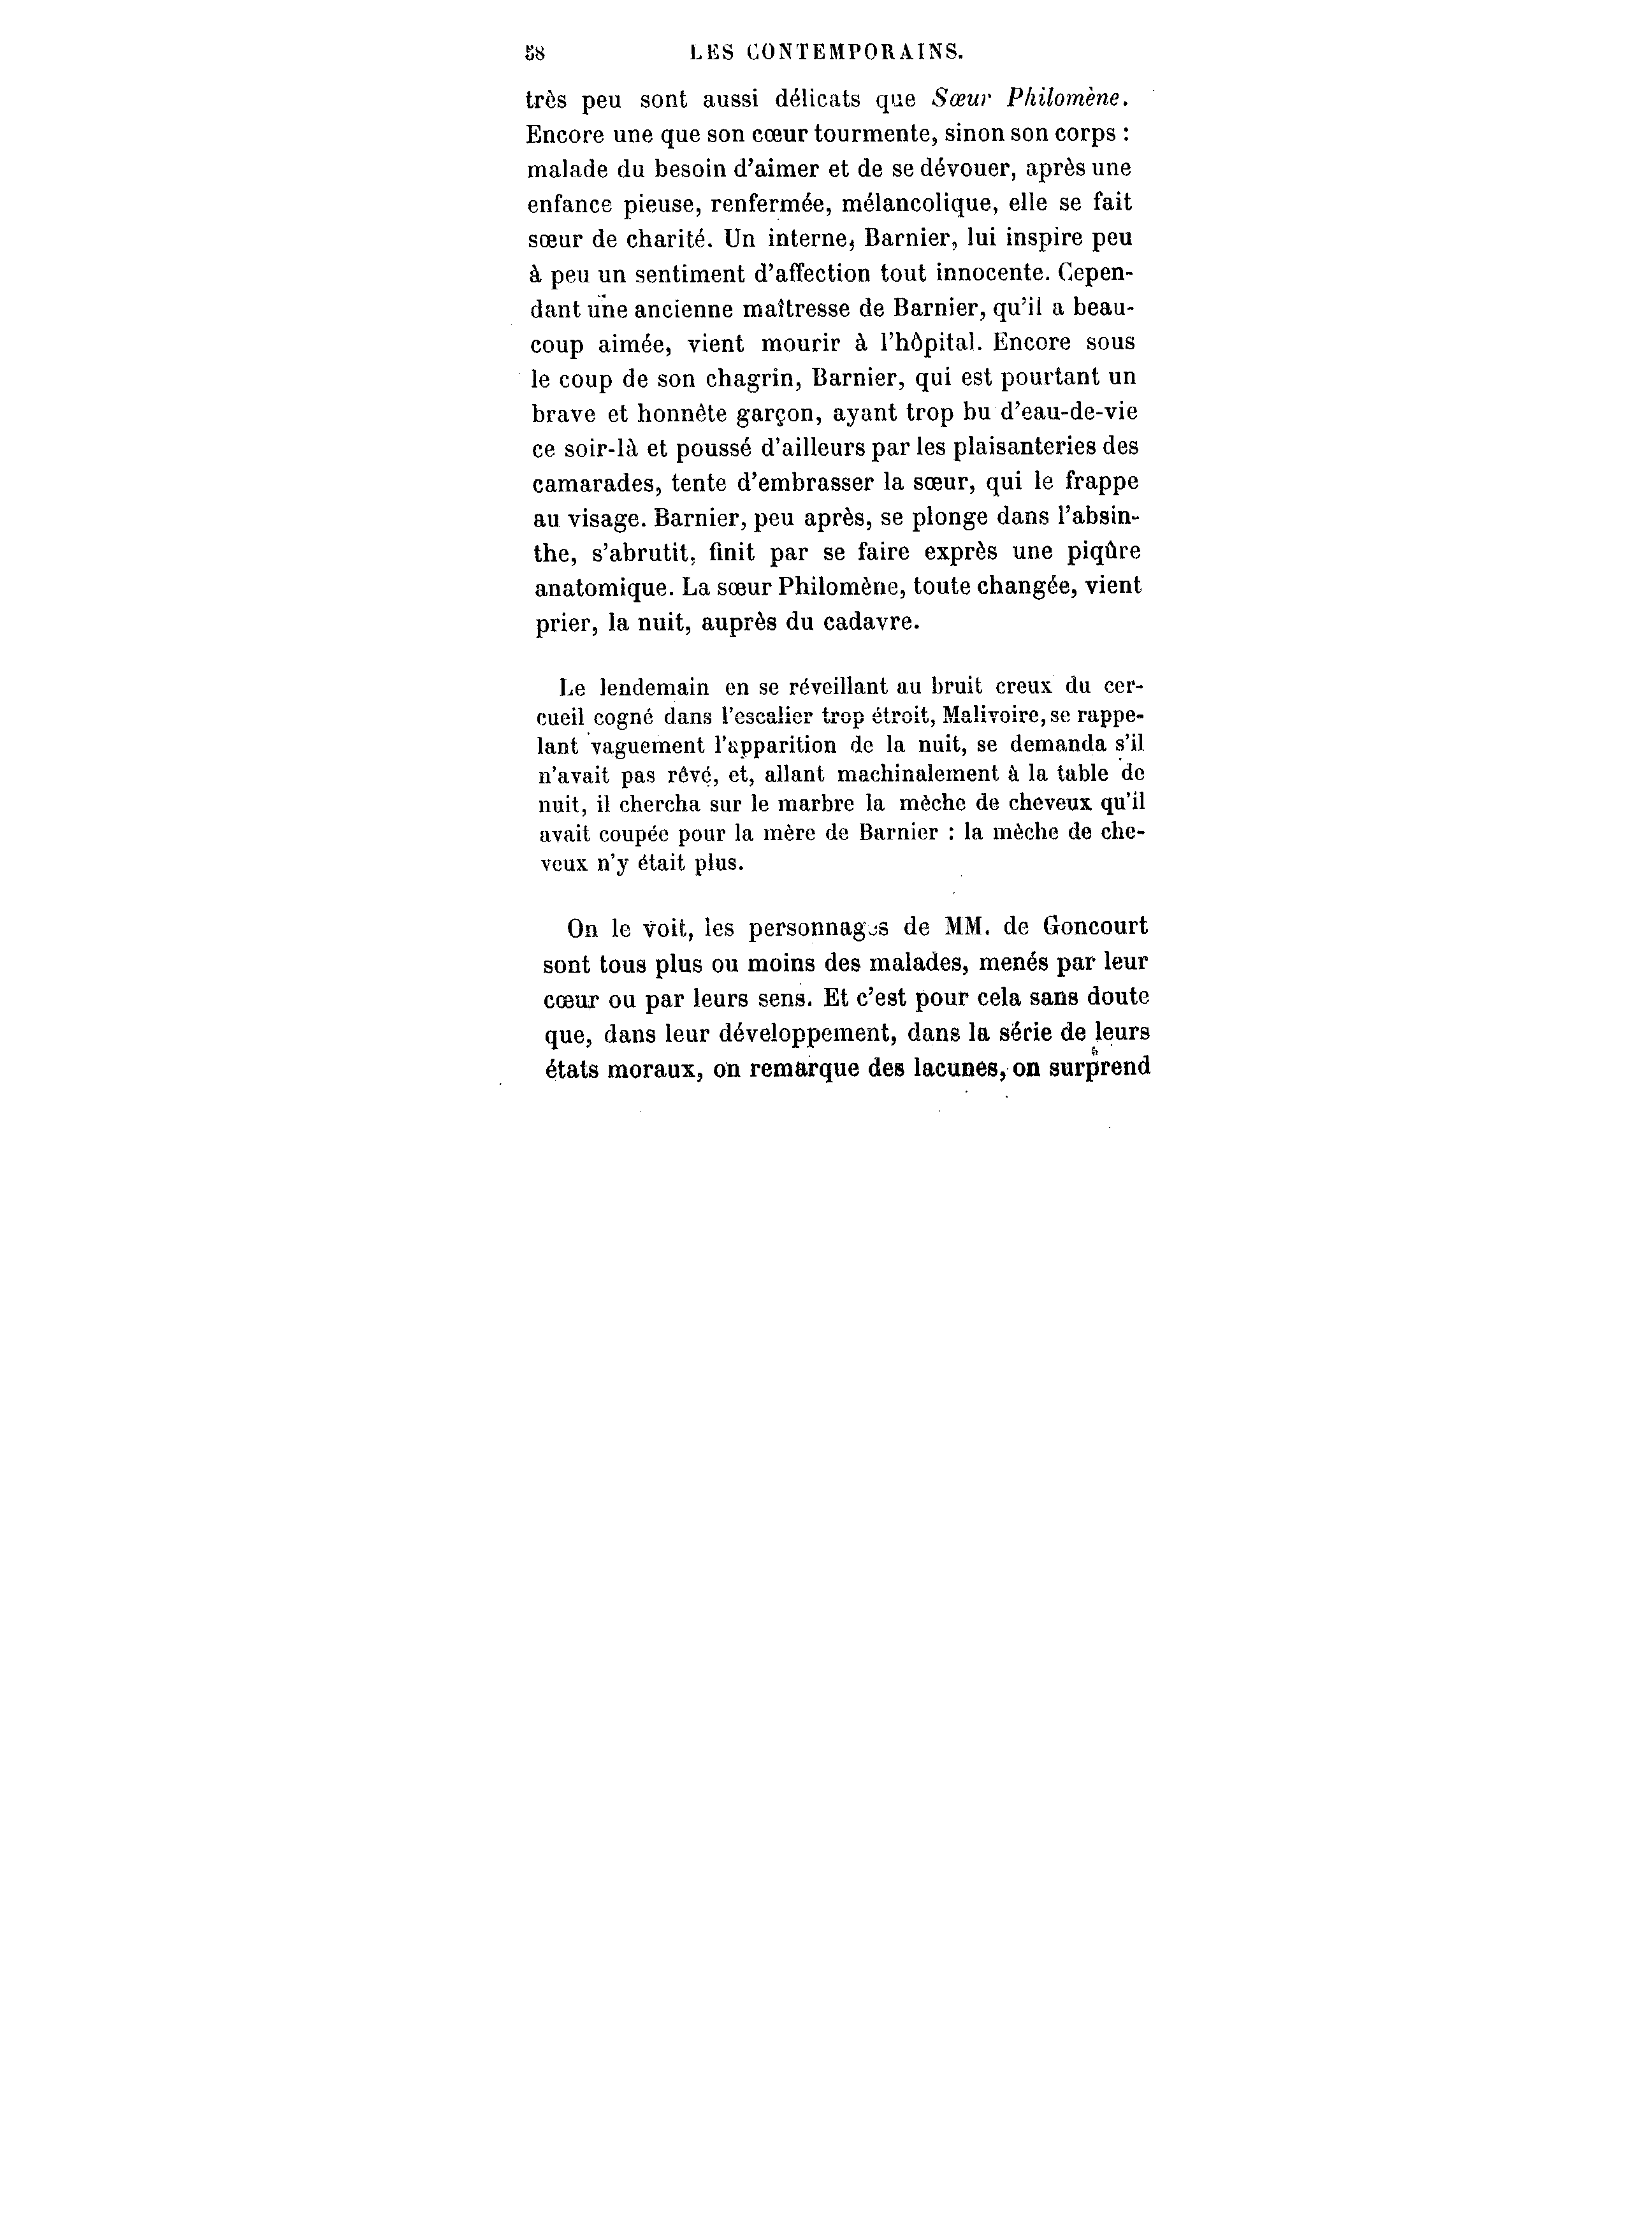 58 LES CONTEMPORAINS.
très peu sont aussi délicats que Sœur Philomène.
Encore une que son cœur tourmente, sinon son corps :
malade du besoin d'aimer et de se dévouer, après une
enfance pieuse, renfermée, mélancolique, elle se fait
sœur de charité. Un interne, Barnier, lui inspire peu
à peu un sentiment d'affection tout innocente. Cepen-
dant une ancienne maîtresse de Barnier, qu'il a beau-
coup aimée, vient mourir à l'hôpital. Encore sous
le coup de son chagrin, Barnier, qui est pourtant un
brave et honnête garçon, ayant trop bu d'eau-de-vie
ce soir-là et poussé d'ailleurs par les plaisanteries des
camarades, tente d'embrasser la sœur, qui le frappe
au visage. Barnier, peu après, se plonge dans l'absin-
the, s'abrutit, finit par se faire exprès une piqûre
anatomique. La sœur Philomène, toute changée, vient
prier, la nuit, auprès du cadavre.
Le lendemain en se réveillant au bruit creux du cer-
cueil cogné dans l'escalier trop étroit, Malivoire, se rappe-
lant vaguement l'apparition de la nuit, se demanda s'il
n'avait pas rêvé, et, allant machinalement à la table de
nuit, il chercha sur le marbre la mèche de cheveux qu'il
avait coupée pour la mère de Barnier : la mèche de che-
veux n'y était plus.
On le voit, les personnages de MM. de Goncourt
sont tous plus ou moins des malades, menés par leur
cœur ou par leurs sens. Et c'est pour cela sans doute
que, dans leur développement, dans la série de leurs
états moraux, on remarque des lacunes, on surprend